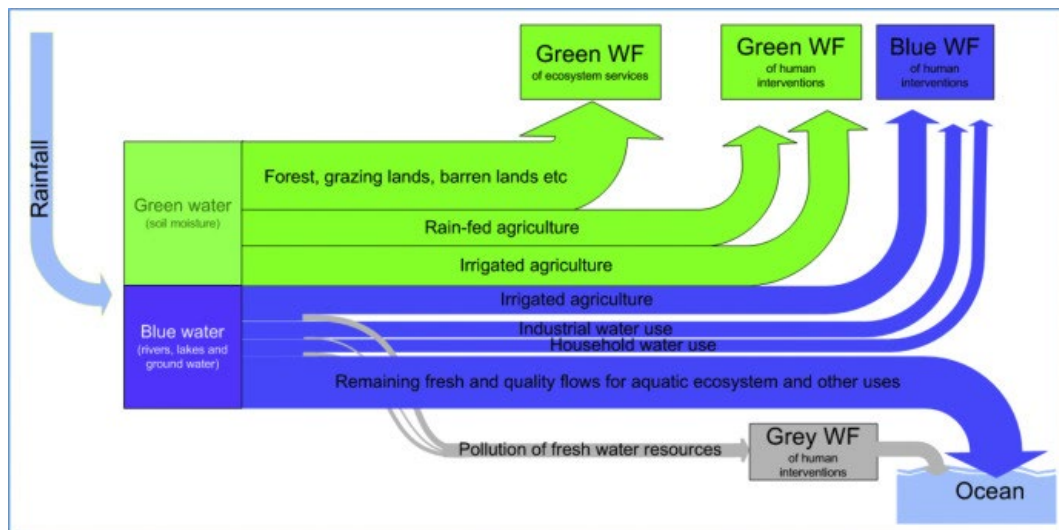 Rainfall
Green WF
of ecosystem services
Green WF
of human
interventions
Blue WF
of human
interventions
Green water
(soil moisture)
Forest, grazing lands, barren lands etc
Rain-fed agriculture
Irrigated agriculture
Blue water
(rivers, lakes and
ground water)
Irrigated agriculture
Industrial water use
Household water use
Remaining fresh and quality flows for aquatic ecosystem and other uses
Pollution of fresh water resources
Grey WF
of human
interventions
Ocean